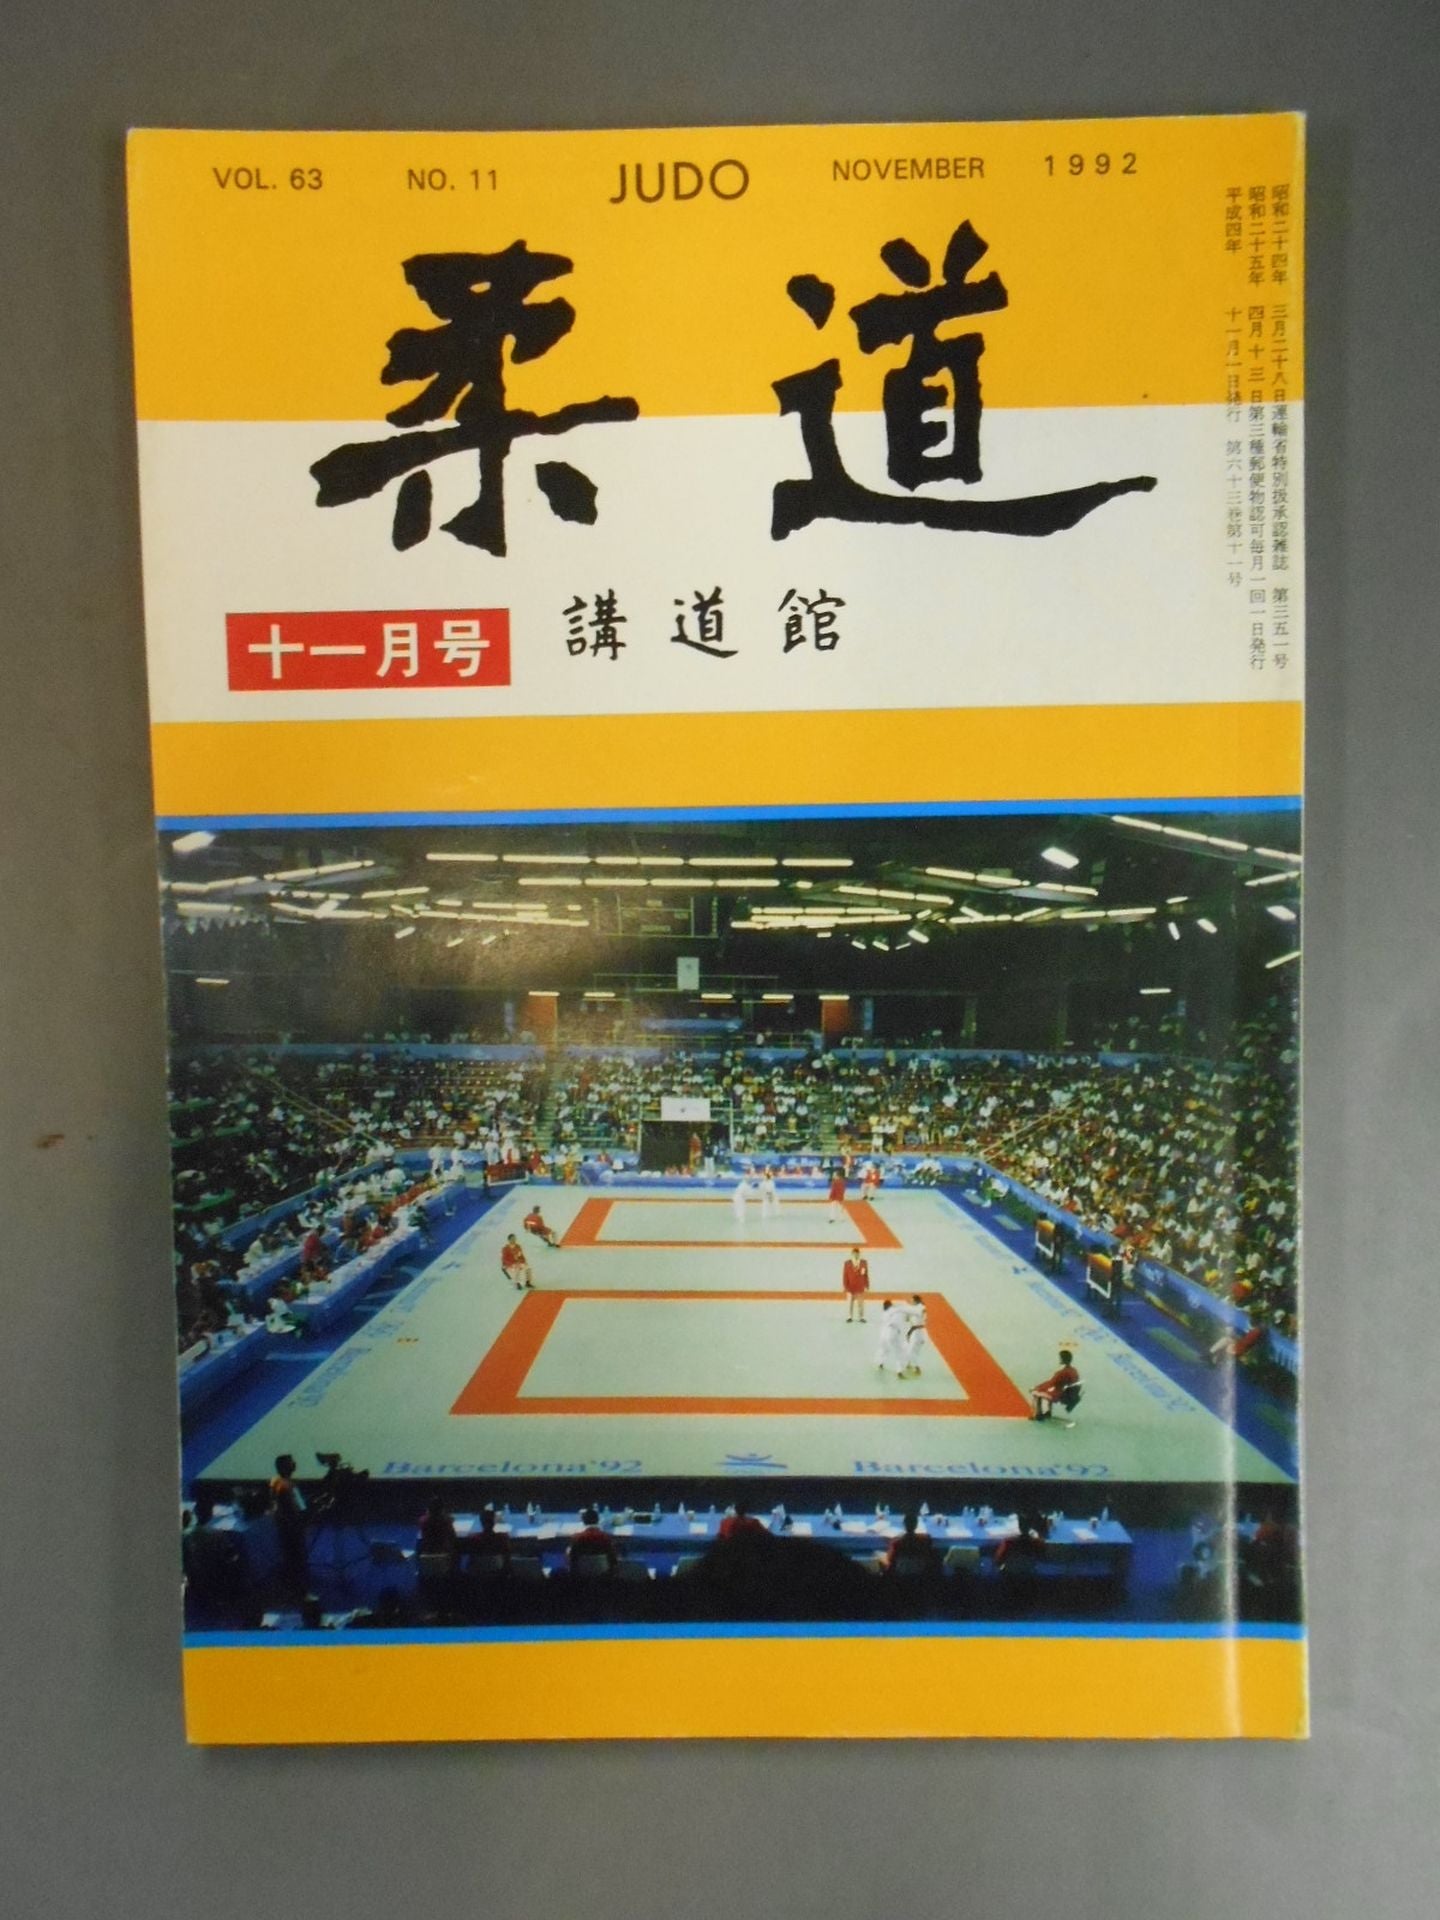 VOL. 63 NO. 11 JUDO NOVEMBER 1992
柔道
十一月号
講道館
昭和二十四年 三月二十八日運輸省特別扱承認雑誌 第三五一号
昭和二十五年 四月十三日第三種郵便物認可毎月一回一日発行
平成四年 十一月一日発行 第六十三巻第十一号
Barcelona'92 Barcelona'92